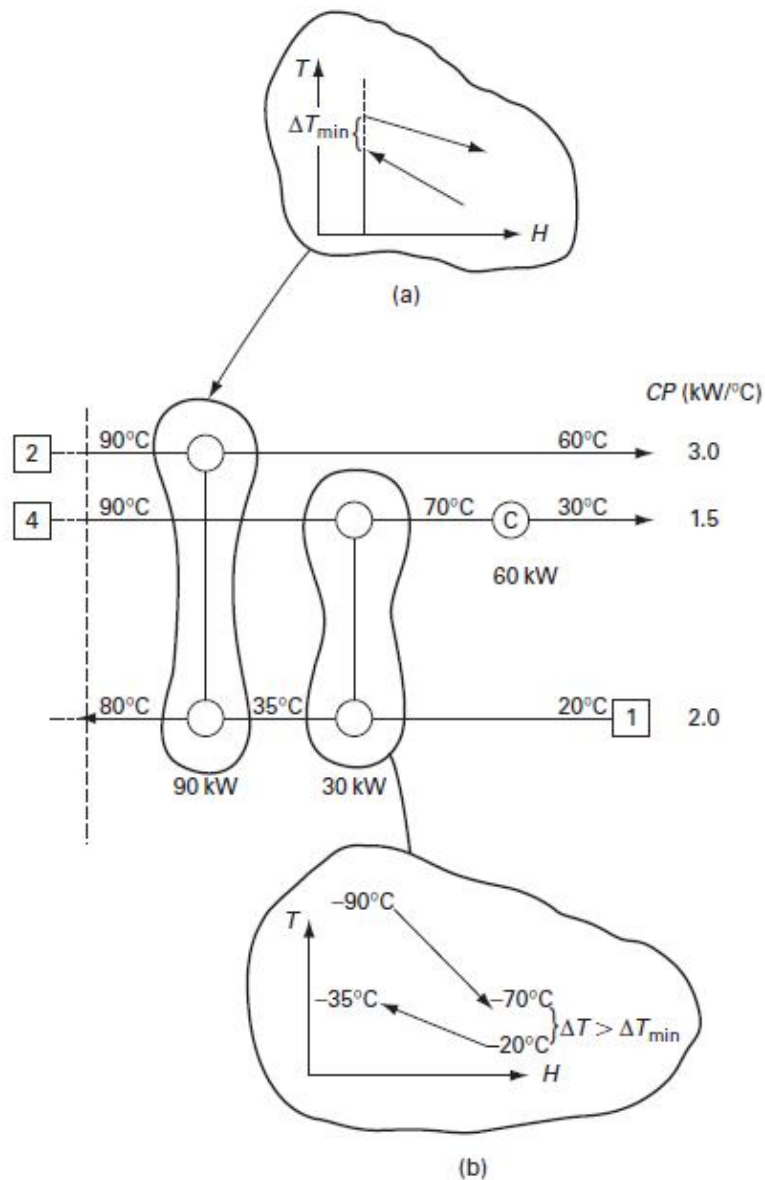 T
ΔTmin
H
(a)
CP (kW/°C)
2 90°C 60°C 3.0
4 90°C 70°C C 30°C 1.5
60 kW
80°C 35°C 20°C 1 2.0
90 kW 30 kW
–90°C
T
–35°C –70°C
ΔT > ΔTmin
–20°C
H
(b)